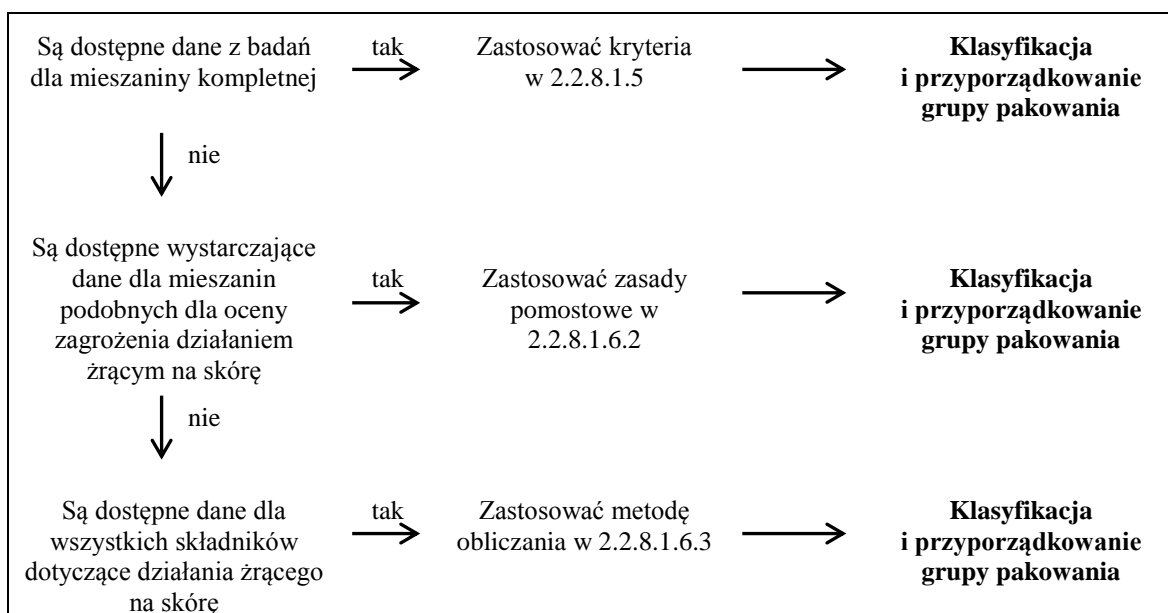 Są dostępne dane z badań
dla mieszaniny kompletnej
tak
Zastosować kryteria
w 2.2.8.1.5
Klasyfikacja
i przyporządkowanie
grupy pakowania
nie
Są dostępne wystarczające
dane dla mieszanin
podobnych dla oceny
zagrożenia działaniem
żrącym na skórę
tak
Zastosować zasady
pomostowe w
2.2.8.1.6.2
Klasyfikacja
i przyporządkowanie
grupy pakowania
nie
Są dostępne dane dla
wszystkich składników
dotyczące działania żrącego
na skórę
tak
Zastosować metodę
obliczania w 2.2.8.1.6.3
Klasyfikacja
i przyporządkowanie
grupy pakowania